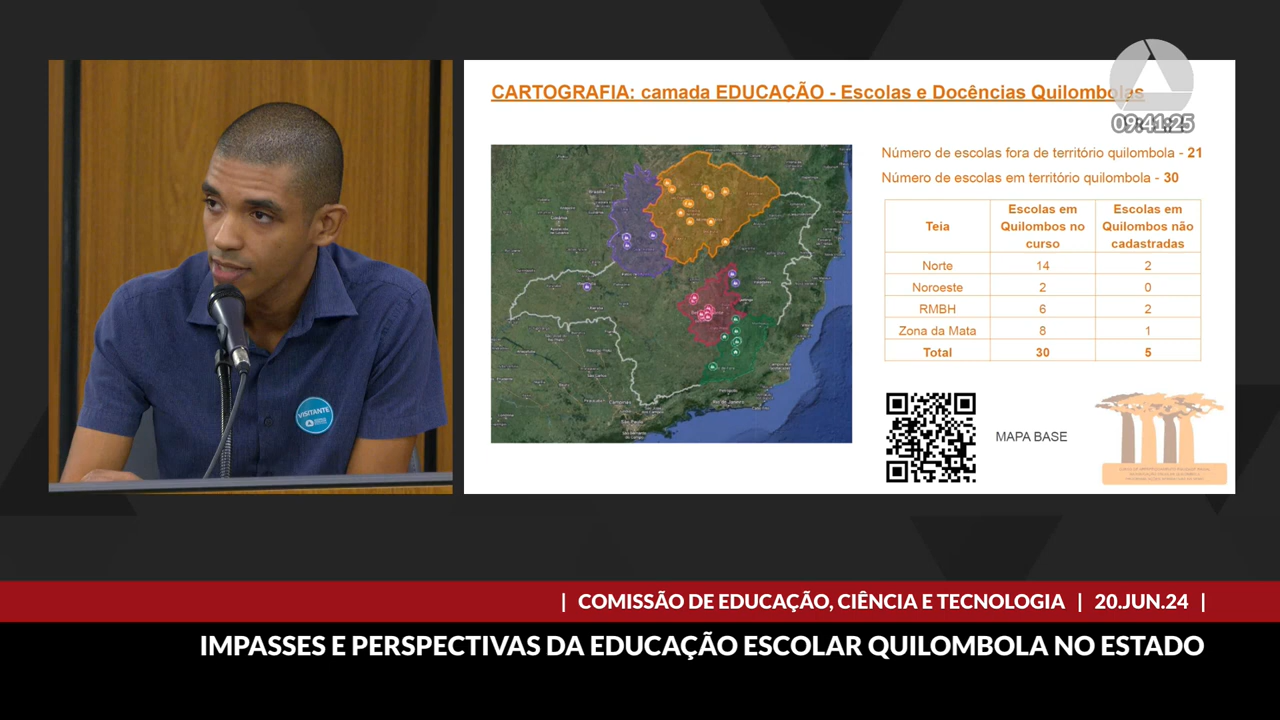 CARTOGRAFIA: camada EDUCAÇÃO - Escolas e Docências Quilombolas
09:41:25
Número de escolas fora de território quilombola - 21
Número de escolas em território quilombola - 30
Teia Escolas em Quilombos no curso Escolas em Quilombos não cadastradas
Norte 14 2
Noroeste 2 0
RMBH 6 2
Zona da Mata 8 1
Total 30 5
MAPA BASE
VISITANTE
| COMISSÃO DE EDUCAÇÃO, CIÊNCIA E TECNOLOGIA | 20.JUN.24 |
IMPASSES E PERSPECTIVAS DA EDUCAÇÃO ESCOLAR QUILOMBOLA NO ESTADO